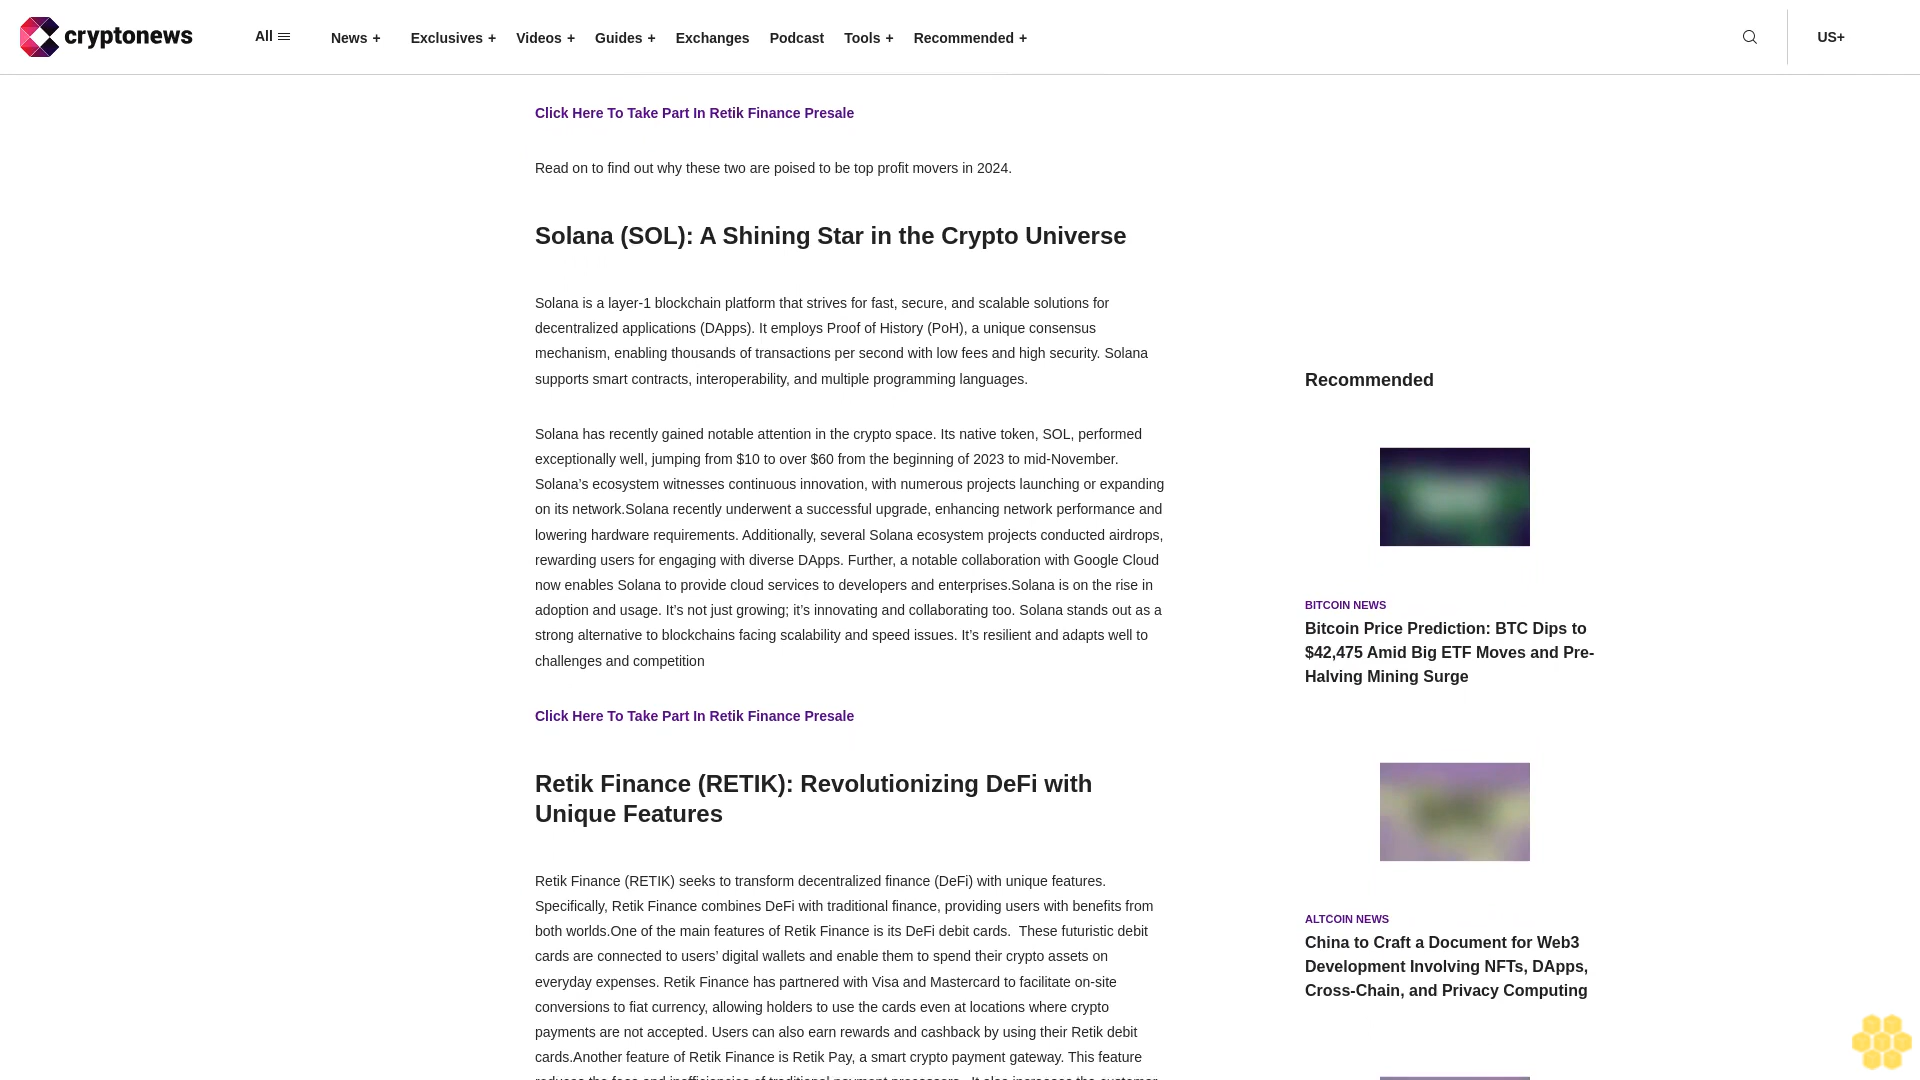 cryptonews
All
News +
Exclusives +
Videos +
Guides +
Exchanges
Podcast
Tools +
Recommended +
US+
Click Here To Take Part In Retik Finance Presale
Read on to find out why these two are poised to be top profit movers in 2024.
Solana (SOL): A Shining Star in the Crypto Universe
Solana is a layer-1 blockchain platform that strives for fast, secure, and scalable solutions for
decentralized applications (DApps). It employs Proof of History (PoH), a unique consensus
mechanism, enabling thousands of transactions per second with low fees and high security. Solana
supports smart contracts, interoperability, and multiple programming languages.
Solana has recently gained notable attention in the crypto space. Its native token, SOL, performed
exceptionally well, jumping from $10 to over $60 from the beginning of 2023 to mid-November.
Solana’s ecosystem witnesses continuous innovation, with numerous projects launching or expanding
on its network.Solana recently underwent a successful upgrade, enhancing network performance and
lowering hardware requirements. Additionally, several Solana ecosystem projects conducted airdrops,
rewarding users for engaging with diverse DApps. Further, a notable collaboration with Google Cloud
now enables Solana to provide cloud services to developers and enterprises.Solana is on the rise in
adoption and usage. It’s not just growing; it’s innovating and collaborating too. Solana stands out as a
strong alternative to blockchains facing scalability and speed issues. It’s resilient and adapts well to
challenges and competition
Click Here To Take Part In Retik Finance Presale
Retik Finance (RETIK): Revolutionizing DeFi with
Unique Features
Retik Finance (RETIK) seeks to transform decentralized finance (DeFi) with unique features.
Specifically, Retik Finance combines DeFi with traditional finance, providing users with benefits from
both worlds.One of the main features of Retik Finance is its DeFi debit cards.  These futuristic debit
cards are connected to users’ digital wallets and enable them to spend their crypto assets on
everyday expenses. Retik Finance has partnered with Visa and Mastercard to facilitate on-site
conversions to fiat currency, allowing holders to use the cards even at locations where crypto
payments are not accepted. Users can also earn rewards and cashback by using their Retik debit
cards.Another feature of Retik Finance is Retik Pay, a smart crypto payment gateway. This feature
Recommended
BITCOIN NEWS
Bitcoin Price Prediction: BTC Dips to
$42,475 Amid Big ETF Moves and Pre-
Halving Mining Surge
ALTCOIN NEWS
China to Craft a Document for Web3
Development Involving NFTs, DApps,
Cross-Chain, and Privacy Computing